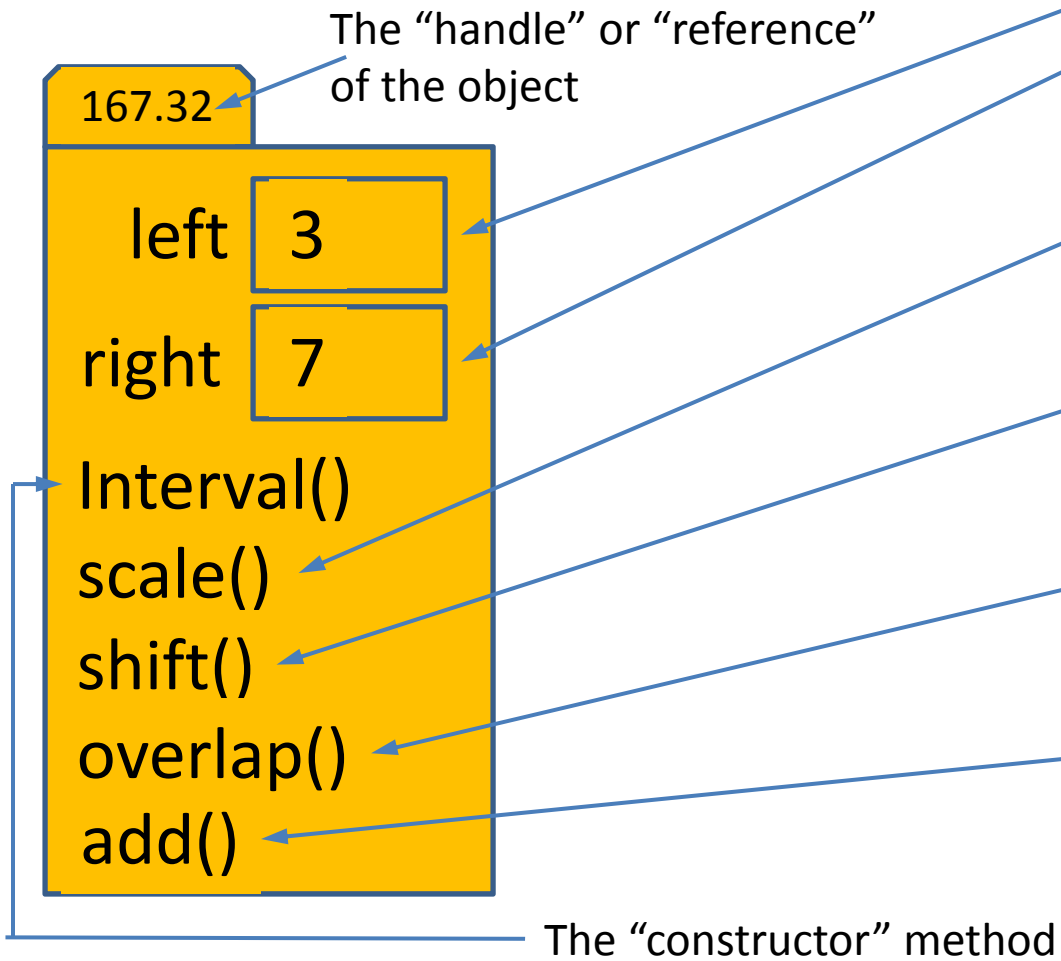 The “handle” or “reference”
of the object
167.32
left 3
right 7
Interval()
scale()
shift()
overlap()
add()
The “constructor” method